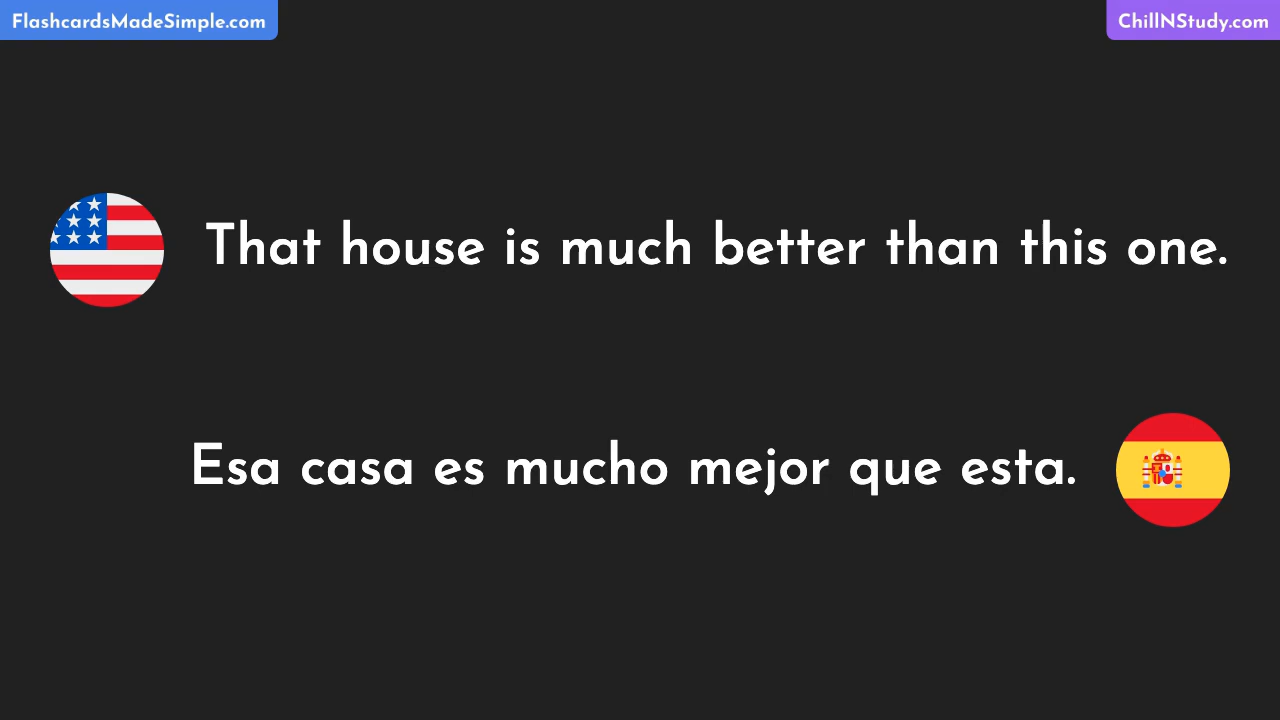 FlashcardsMadeSimple.com
ChillNStudy.com
That house is much better than this one.
Esa casa es mucho mejor que esta.